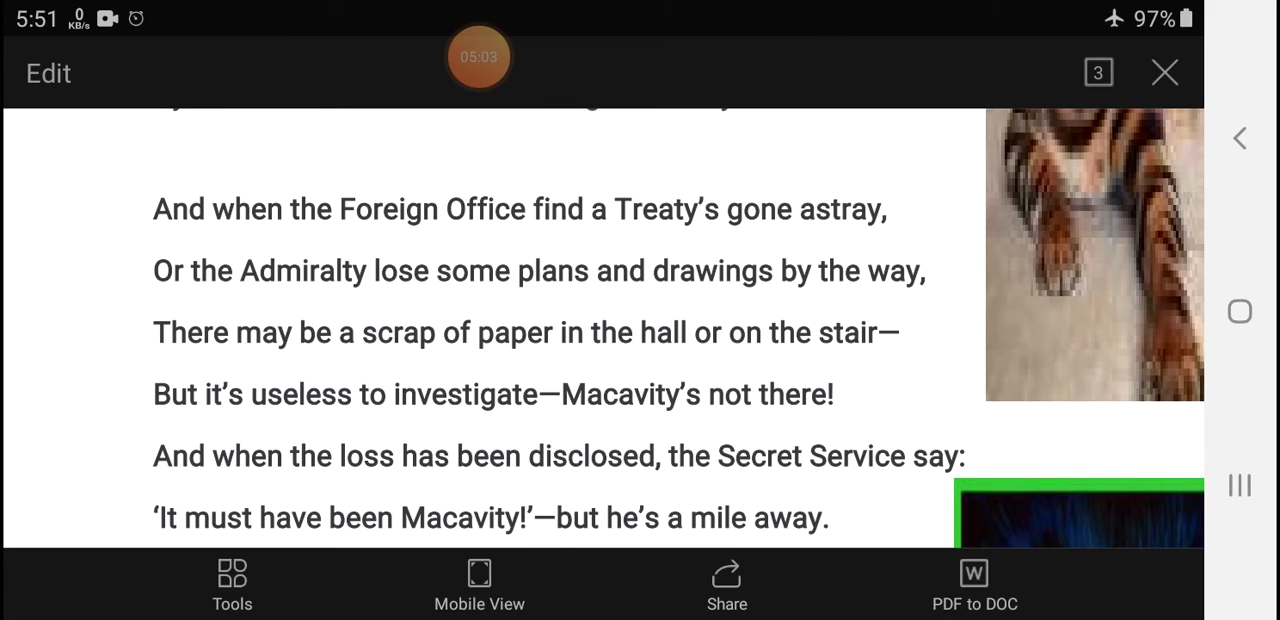 5:51 0 KB/s 97%
05:03
Edit 3
And when the Foreign Office find a Treaty’s gone astray,
Or the Admiralty lose some plans and drawings by the way,
There may be a scrap of paper in the hall or on the stair—
But it’s useless to investigate—Macavity’s not there!
And when the loss has been disclosed, the Secret Service say:
‘It must have been Macavity!’—but he’s a mile away.
W
Tools Mobile View Share PDF to DOC